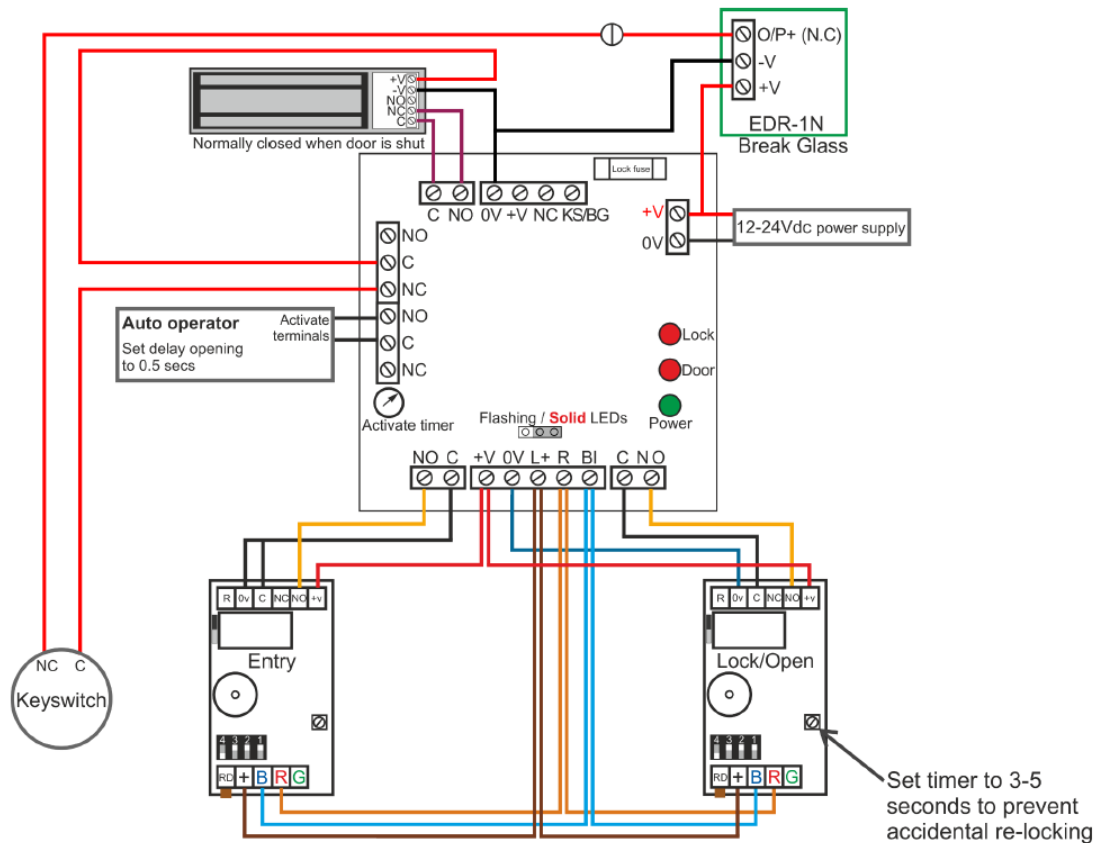 O/P+ (N.C)
-V
+V
EDR-1N
Break Glass
+V
-V
NO
NC
C
Normally closed when door is shut
Lock fuse
C NO
0V +V NC KS/BG
+V
0V
12-24Vdc power supply
NO
C
NC
NO
C
NC
Auto operator
Set delay opening
to 0.5 secs
Activate
terminals
Activate timer
Lock
Door
Power
Flashing / Solid LEDs
NO C
+V 0V L+ R Bl
C NO
NC C
Keyswitch
R 0v C NC NO +v
Entry
4 3 2 1
RD + B R G
R 0v C NC NO +v
Lock/Open
4 3 2 1
RD + B R G
Set timer to 3-5
seconds to prevent
accidental re-locking